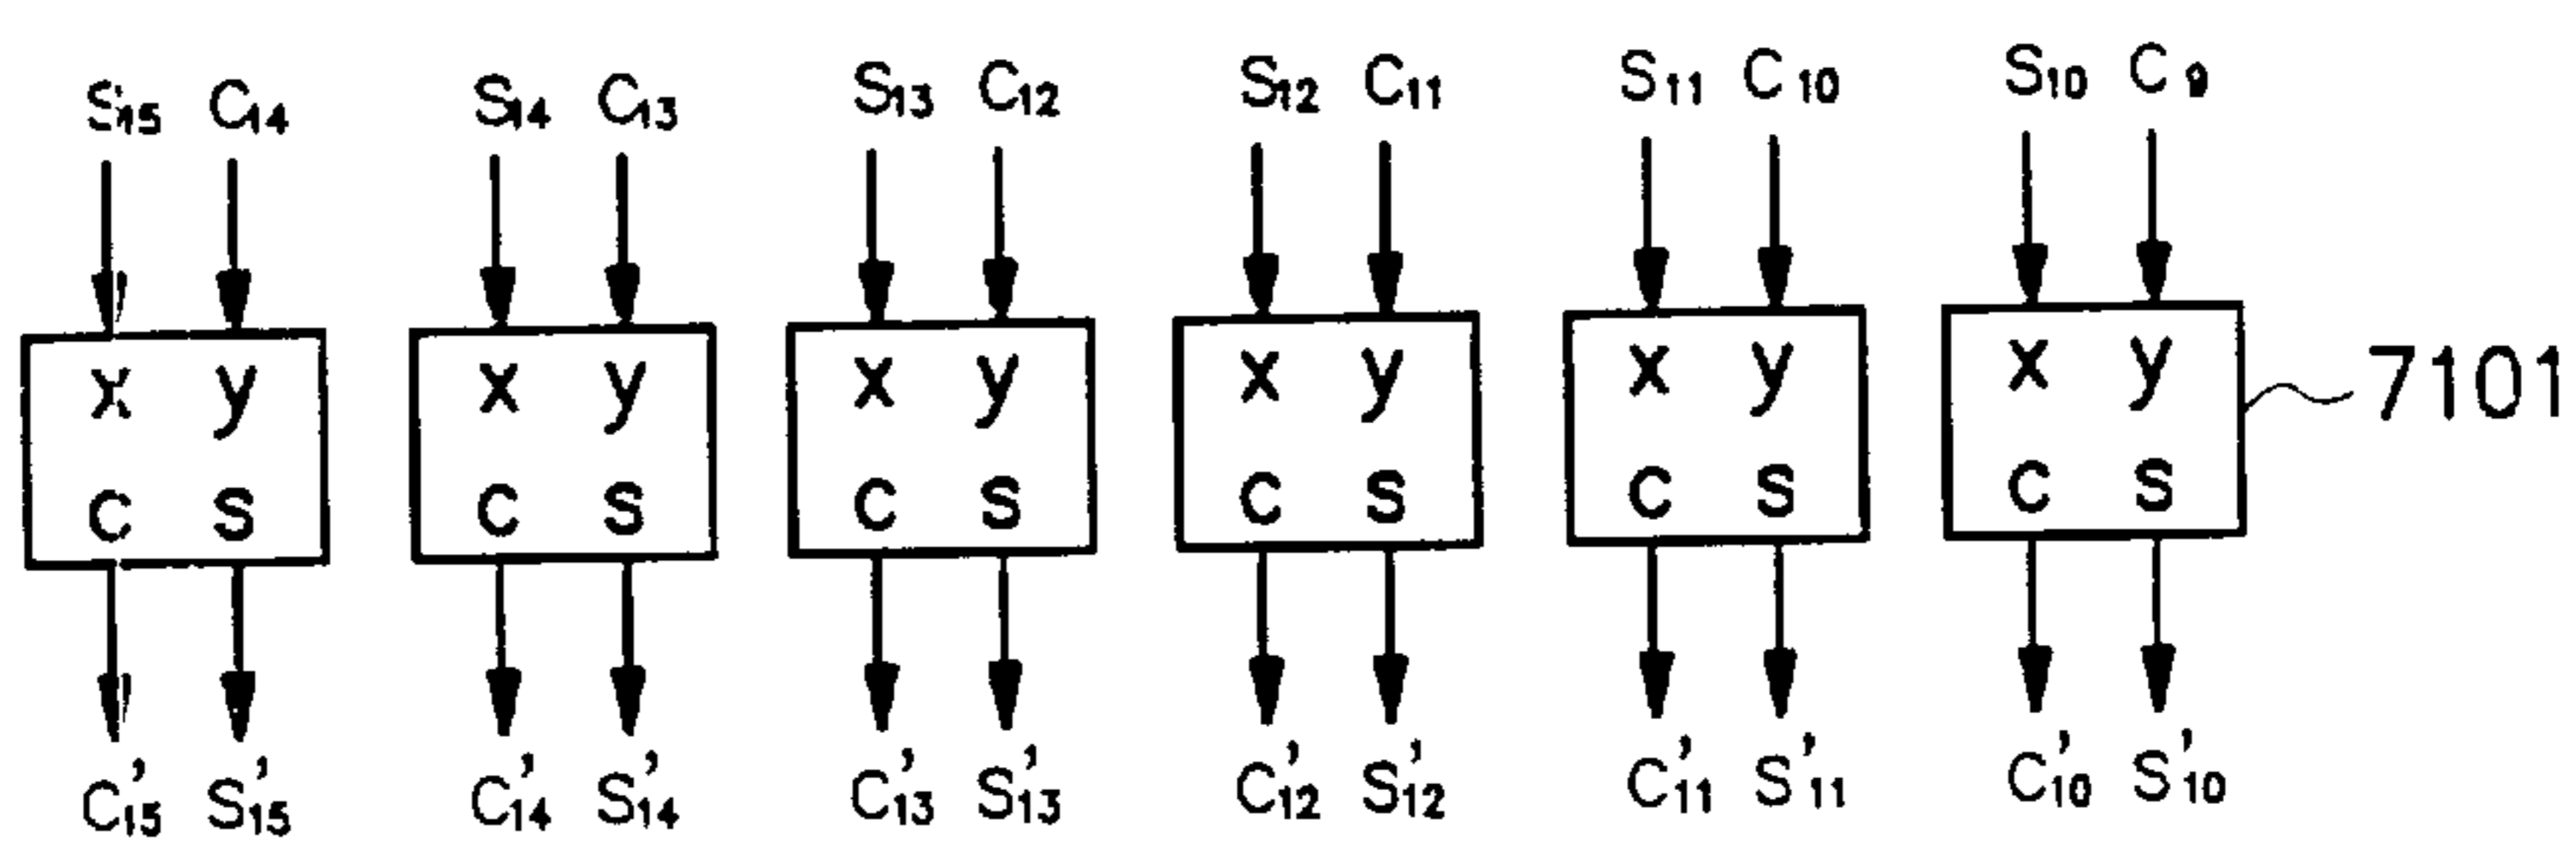 S₁₅ C₁₄ S₁₄ C₁₃ S₁₃ C₁₂ S₁₂ C₁₁ S₁₁ C₁₀ S₁₀ C₉
x y x y x y x y x y x y 7101
c s c s c s c s c s c s
C'₁₅ S'₁₅ C'₁₄ S'₁₄ C'₁₃ S'₁₃ C'₁₂ S'₁₂ C'₁₁ S'₁₁ C'₁₀ S'₁₀